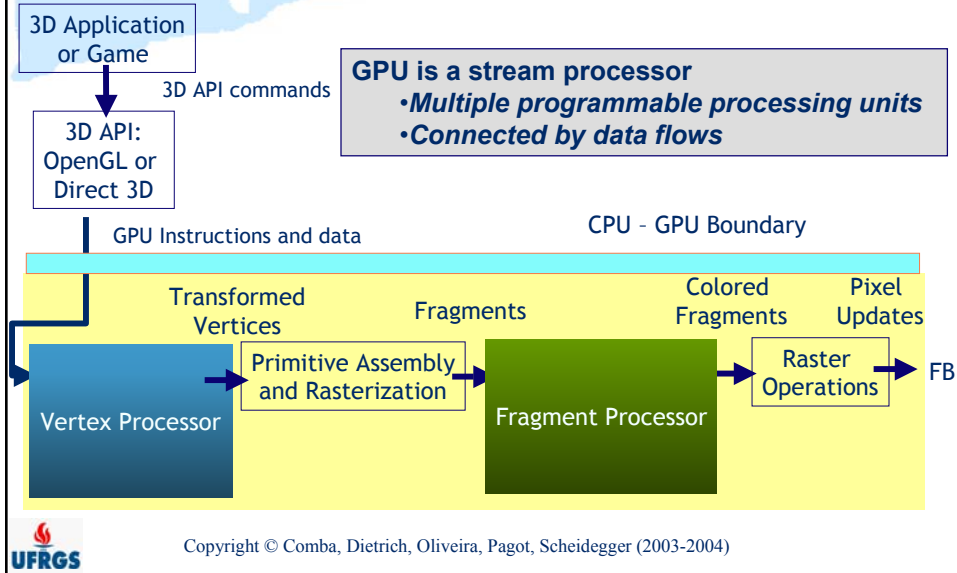 3D Application
or Game
3D API commands
GPU is a stream processor
•Multiple programmable processing units
•Connected by data flows
3D API:
OpenGL or
Direct 3D
GPU Instructions and data
CPU – GPU Boundary
Transformed
Vertices
Fragments
Colored
Fragments
Pixel
Updates
Vertex Processor
Primitive Assembly
and Rasterization
Fragment Processor
Raster
Operations
FB
UFRGS
Copyright © Comba, Dietrich, Oliveira, Pagot, Scheidegger (2003-2004)